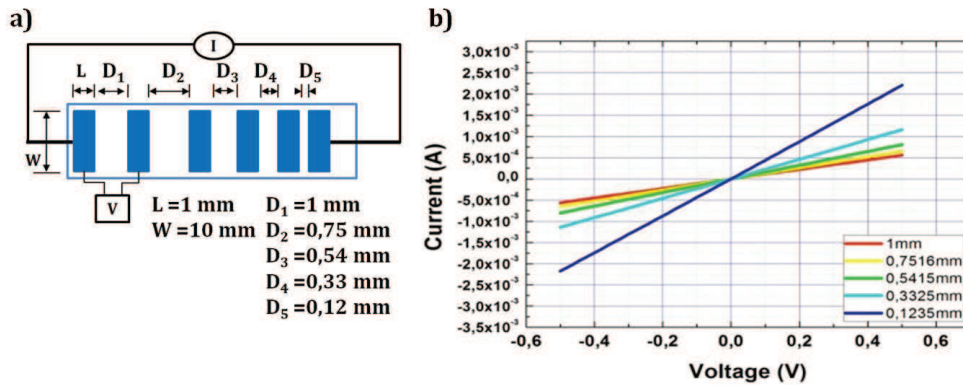 a)
I
L D₁ D₂ D₃ D₄ D₅
W
V
L =1 mm
W =10 mm
D₁ =1 mm
D₂ =0,75 mm
D₃ =0,54 mm
D₄ =0,33 mm
D₅ =0,12 mm
b)
Current (A)
3,0x10⁻³
2,5x10⁻³
2,0x10⁻³
1,5x10⁻³
1,0x10⁻³
5,0x10⁻⁴
0,0
-5,0x10⁻⁴
-1,0x10⁻³
-1,5x10⁻³
-2,0x10⁻³
-2,5x10⁻³
-3,0x10⁻³
-3,5x10⁻³
1mm
0,7516mm
0,5415mm
0,3325mm
0,1235mm
-0,6 -0,4 -0,2 0,0 0,2 0,4 0,6
Voltage (V)